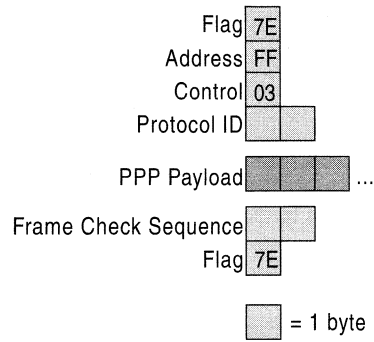 Flag 7E
Address FF
Control 03
Protocol ID
PPP Payload ...
Frame Check Sequence
Flag 7E
= 1 byte